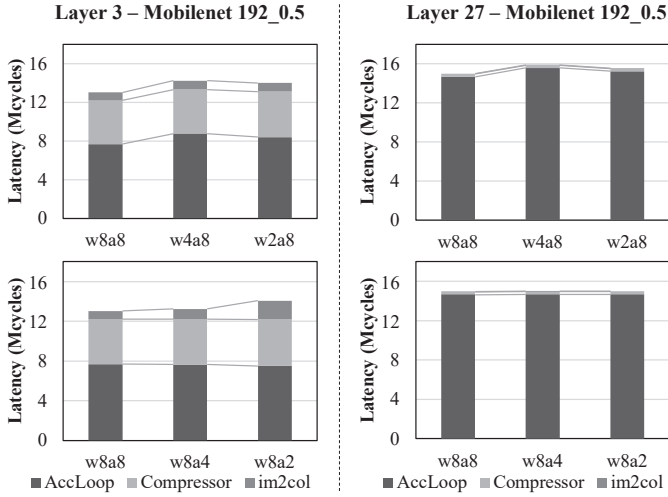 Layer 3 – Mobilenet 192_0.5
Latency (Mcycles)
16
12
8
4
0
w8a8 w4a8 w2a8
Latency (Mcycles)
16
12
8
4
0
w8a8 w8a4 w8a2
AccLoop Compressor im2col
Layer 27 – Mobilenet 192_0.5
Latency (Mcycles)
16
12
8
4
0
w8a8 w4a8 w2a8
Latency (Mcycles)
16
12
8
4
0
w8a8 w8a4 w8a2
AccLoop Compressor im2col